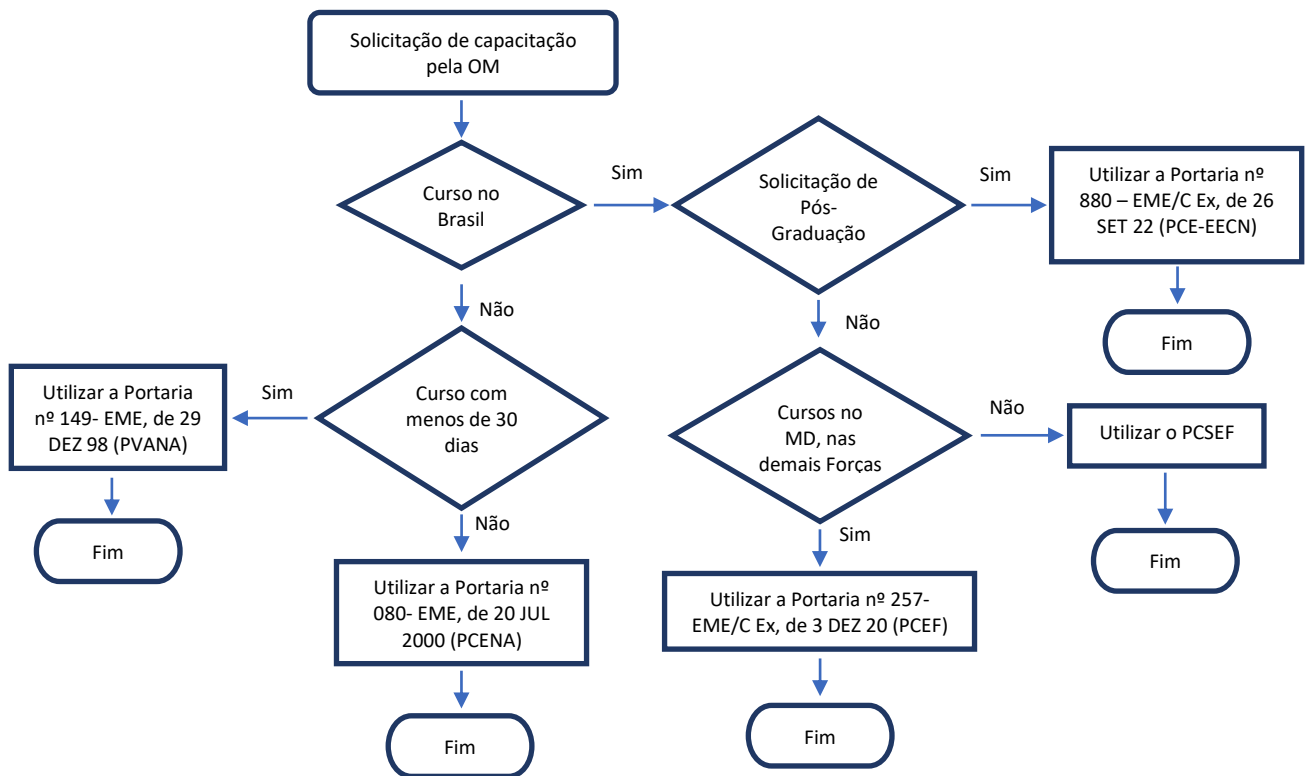 Solicitação de capacitação
pela OM
Curso no
Brasil
Sim
Solicitação de
Pós-
Graduação
Sim
Utilizar a Portaria nº
880 – EME/C Ex, de 26
SET 22 (PCE-EECN)
Fim
Não
Não
Curso com
menos de 30
dias
Sim
Utilizar a Portaria
nº 149- EME, de 29
DEZ 98 (PVANA)
Fim
Cursos no
MD, nas
demais Forças
Não
Utilizar o PCSEF
Fim
Não
Utilizar a Portaria nº
080- EME, de 20 JUL
2000 (PCENA)
Fim
Sim
Utilizar a Portaria nº 257-
EME/C Ex, de 3 DEZ 20 (PCEF)
Fim